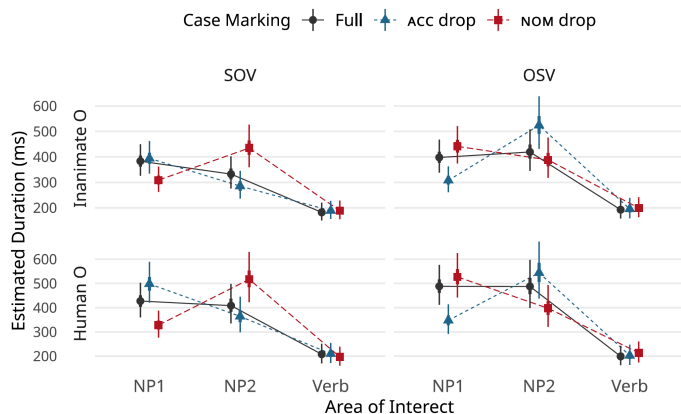 Case Marking Full ACC drop NOM drop
SOV OSV
Estimated Duration (ms)
Inanimate O
600
500
400
300
200
Human O
600
500
400
300
200
NP1 NP2 Verb NP1 NP2 Verb
Area of Interest